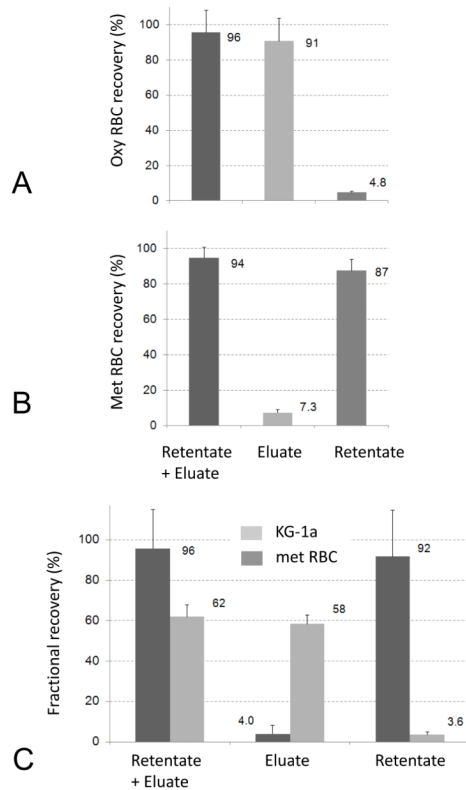 100
80
60
40
20
0
Oxy RBC recovery (%)
96
91
4.8
A
100
80
60
40
20
0
Met RBC recovery (%)
94
7.3
87
Retentate
+ Eluate
Eluate
Retentate
B
100
80
60
40
20
0
Fractional recovery (%)
KG-1a
met RBC
96
62
4.0
58
92
3.6
Retentate
+ Eluate
Eluate
Retentate
C